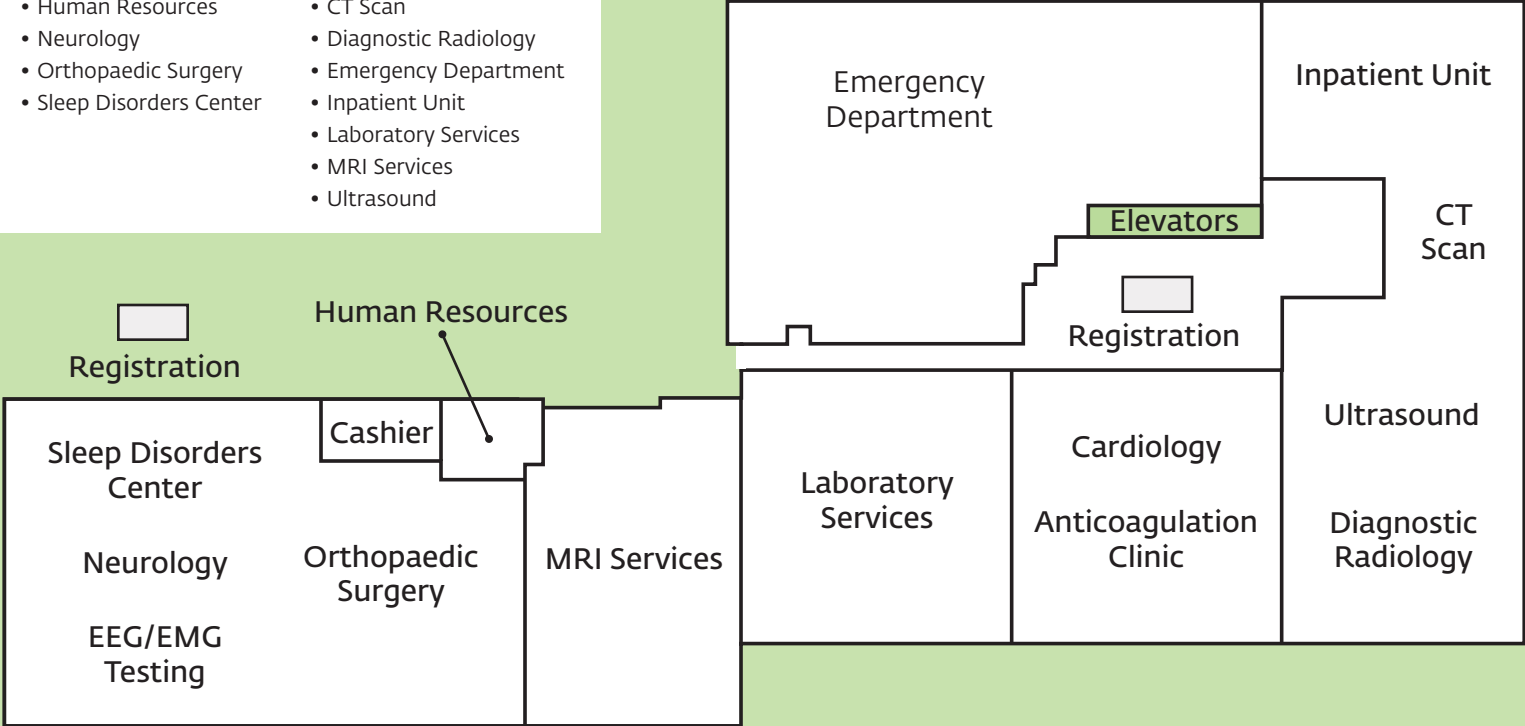 • Human Resources
• Neurology
• Orthopaedic Surgery
• Sleep Disorders Center
• CT Scan
• Diagnostic Radiology
• Emergency Department
• Inpatient Unit
• Laboratory Services
• MRI Services
• Ultrasound
Emergency
Department
Inpatient Unit
Elevators
CT
Scan
Registration
Human Resources
Registration
Cashier
Sleep Disorders
Center
Neurology
Orthopaedic
Surgery
EEG/EMG
Testing
MRI Services
Laboratory
Services
Cardiology
Anticoagulation
Clinic
Ultrasound
Diagnostic
Radiology